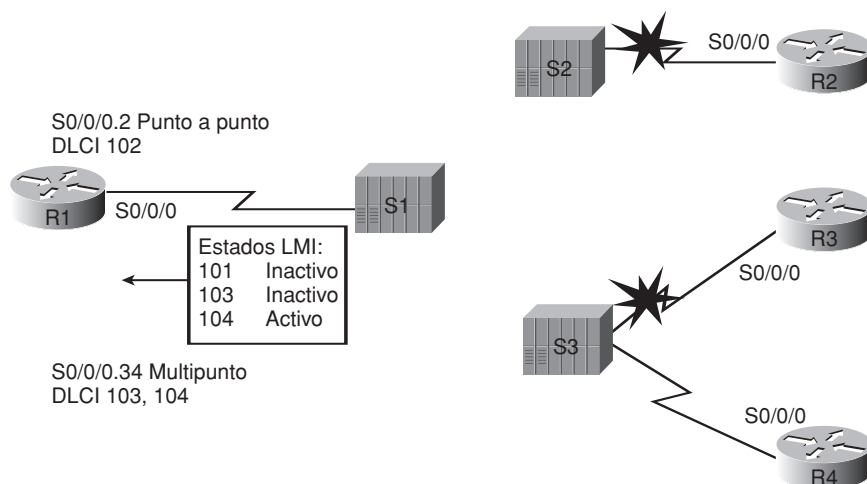 S2
S0/0/0
R2
S0/0/0.2 Punto a punto
DLCI 102
R1
S0/0/0
S1
Estados LMI:
101 Inactivo
103 Inactivo
104 Activo
S0/0/0.34 Multipunto
DLCI 103, 104
R3
S0/0/0
S3
S0/0/0
R4